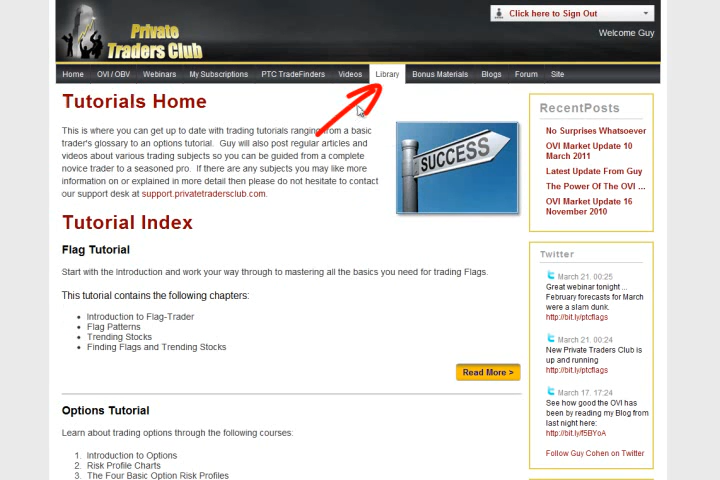 Click here to Sign Out
Welcome Guy
Private
Traders Club
Home OVI / OBV Webinars My Subscriptions PTC TradeFinders Videos Library Bonus Materials Blogs Forum Site
Tutorials Home
This is where you can get up to date with trading tutorials ranging from a basic
trader's glossary to an options tutorial. Guy will also post regular articles and
videos about various trading subjects so you can be guided from a complete
novice trader to a seasoned pro. If there are any subjects you may like more
information on or explained in more detail then please do not hesitate to contact
our support desk at support.privatetradersclub.com.
SUCCESS
Tutorial Index
Flag Tutorial
Start with the Introduction and work your way through to mastering all the basics you need for trading Flags.
This tutorial contains the following chapters:
• Introduction to Flag-Trader
• Flag Patterns
• Trending Stocks
• Finding Flags and Trending Stocks
Read More >
Options Tutorial
Learn about trading options through the following courses:
1. Introduction to Options
2. Risk Profile Charts
3. The Four Basic Option Risk Profiles
RecentPosts
No Surprises Whatsoever
OVI Market Update 10
March 2011
Latest Update From Guy
The Power Of The OVI ...
OVI Market Update 16
November 2010
Twitter
March 21. 00:25
Great webinar tonight ...
February forecasts for March
were a slam dunk.
http://bit.ly/ptcflags
March 21. 00:24
New Private Traders Club is
up and running
http://bit.ly/ptcflags
March 17. 17:24
See how good the OVI has
been by reading my Blog from
last night here:
http://bit.ly/f5BYoA
Follow Guy Cohen on Twitter